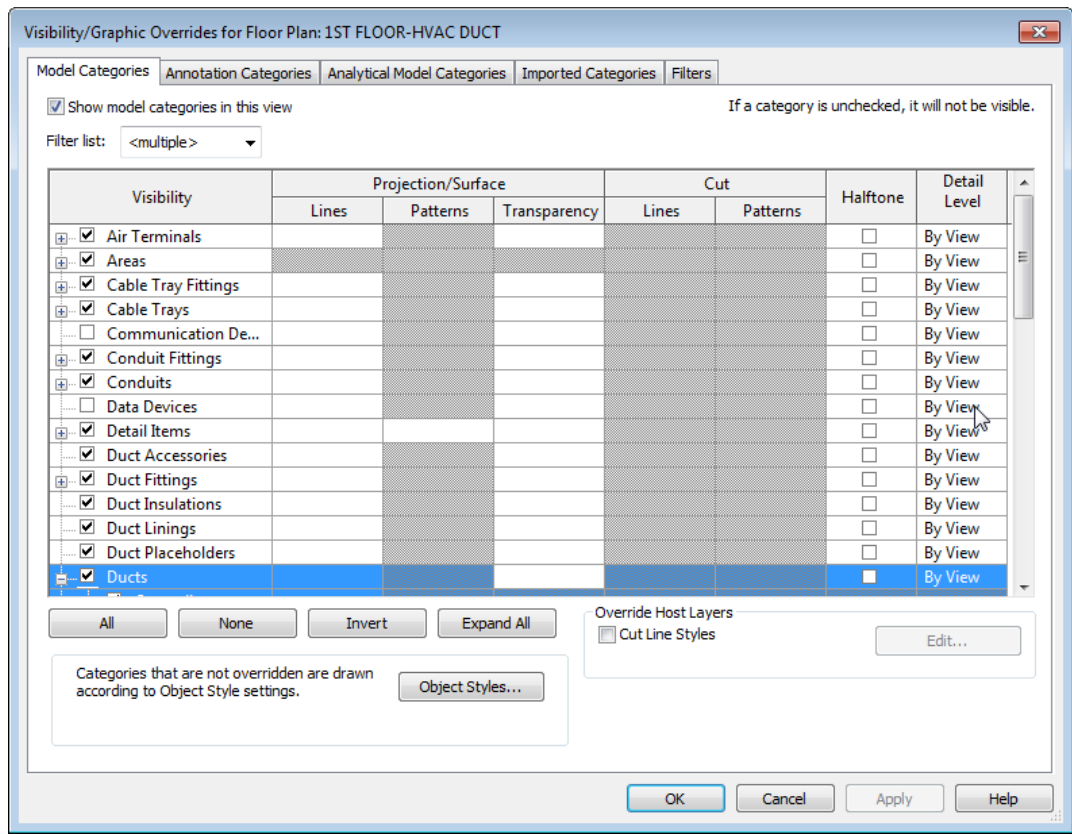 Visibility/Graphic Overrides for Floor Plan: 1ST FLOOR-HVAC DUCT
Model Categories Annotation Categories Analytical Model Categories Imported Categories Filters
Show model categories in this view If a category is unchecked, it will not be visible.
Filter list: <multiple>
Visibility Projection/Surface Cut Halftone Detail Level
Lines Patterns Transparency Lines Patterns
Air Terminals By View
Areas By View
Cable Tray Fittings By View
Cable Trays By View
Communication De... By View
Conduit Fittings By View
Conduits By View
Data Devices By View
Detail Items By View
Duct Accessories By View
Duct Fittings By View
Duct Insulations By View
Duct Linings By View
Duct Placeholders By View
Ducts By View
All None Invert Expand All
Override Host Layers
Cut Line Styles Edit...
Categories that are not overridden are drawn
according to Object Style settings.
Object Styles...
OK Cancel Apply Help